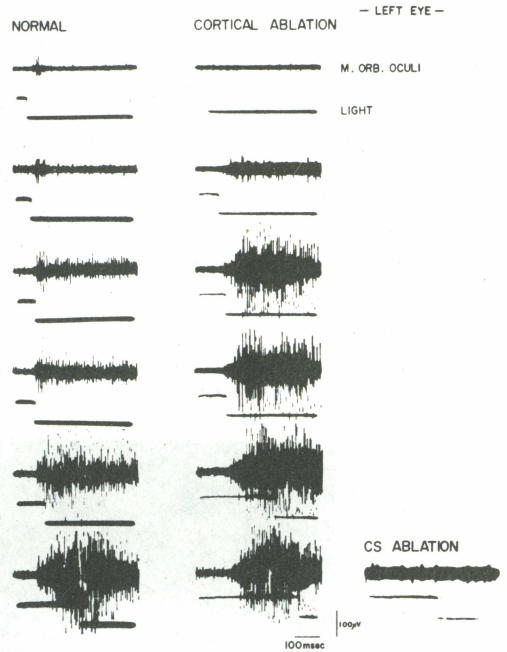 — LEFT EYE —
NORMAL
CORTICAL ABLATION
M. ORB. OCULI
LIGHT
CS ABLATION
100μV
100msec